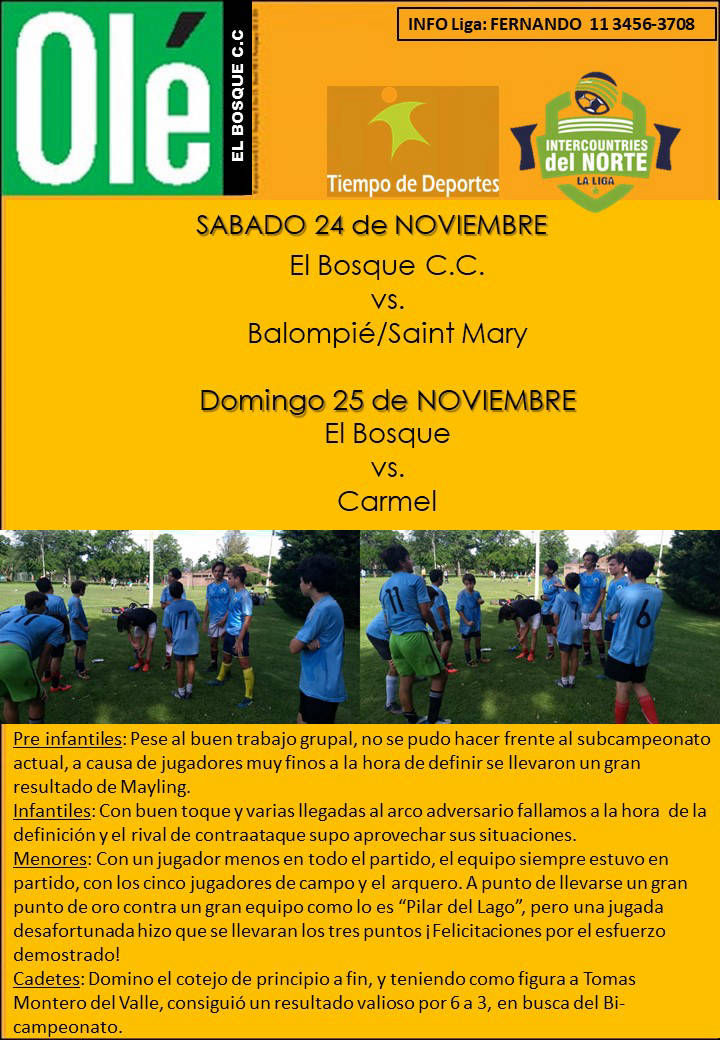 INFO Liga: FERNANDO 11 3456-3708
Olé
EL BOSQUE C.C
Tiempo de Deportes
INTERCOUNTRIES
del NORTE
LA LIGA
SABADO 24 de NOVIEMBRE
El Bosque C.C.
vs.
Balompié/Saint Mary
Domingo 25 de NOVIEMBRE
El Bosque
vs.
Carmel
11
7
7
6
Pre infantiles: Pese al buen trabajo grupal, no se pudo hacer frente al subcampeonato
actual, a causa de jugadores muy finos a la hora de definir se llevaron un gran
resultado de Mayling.
Infantiles: Con buen toque y varias llegadas al arco adversario fallamos a la hora de la
definición y el rival de contraataque supo aprovechar sus situaciones.
Menores: Con un jugador menos en todo el partido, el equipo siempre estuvo en
partido, con los cinco jugadores de campo y el arquero. A punto de llevarse un gran
punto de oro contra un gran equipo como lo es “Pilar del Lago”, pero una jugada
desafortunada hizo que se llevaran los tres puntos ¡Felicitaciones por el esfuerzo
demostrado!
Cadetes: Domino el cotejo de principio a fin, y teniendo como figura a Tomas
Montero del Valle, consiguió un resultado valioso por 6 a 3, en busca del Bi-
campeonato.